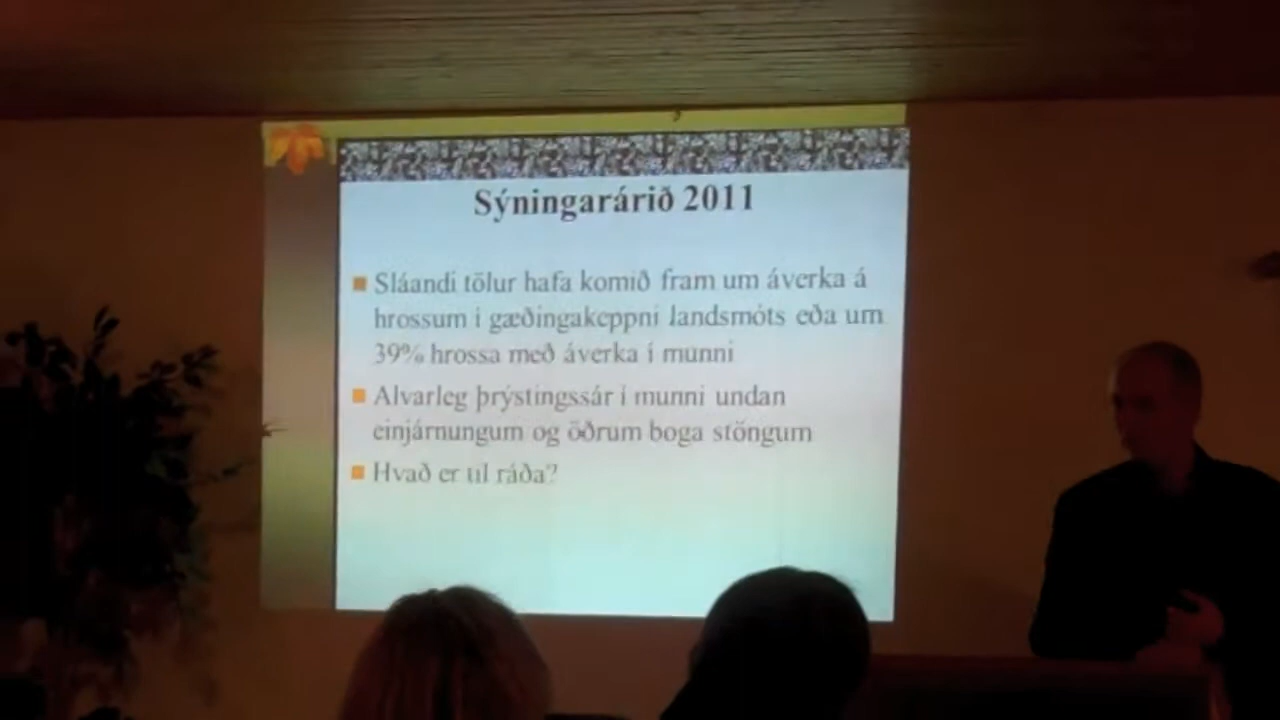 Sýningarárið 2011
Sláandi tölur hafa komið fram um áverka á
hrossum í gæðingakeppni landsmóts eða um
39% hrossa með áverka í munni
Alvarleg þrýstingssár í munni undan
einjárnungum og öðrum boga stöngum
Hvað er til ráða?